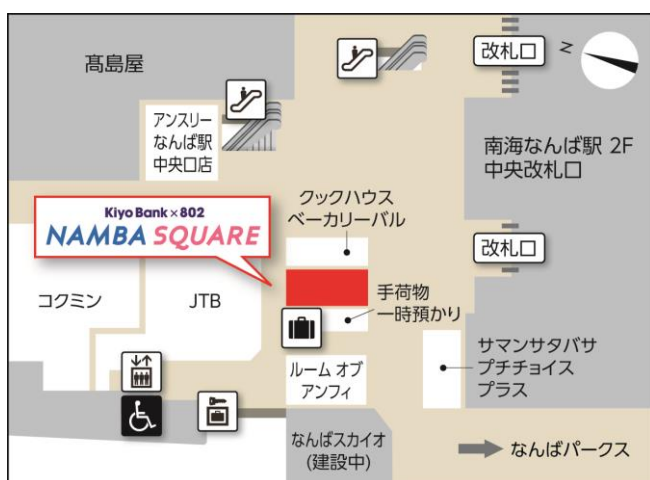 髙島屋
改札口
N
アンスリー
なんば駅
中央口店
南海なんば駅 2F
中央改札口
Kiyo Bank×802
NAMBA SQUARE
クックハウス
ベーカリーバル
改札口
コクミン
JTB
手荷物
一時預かり
ルーム オブ
アンフィ
サマンサタバサ
プチチョイス
プラス
なんばスカイオ
(建設中)
なんばパークス